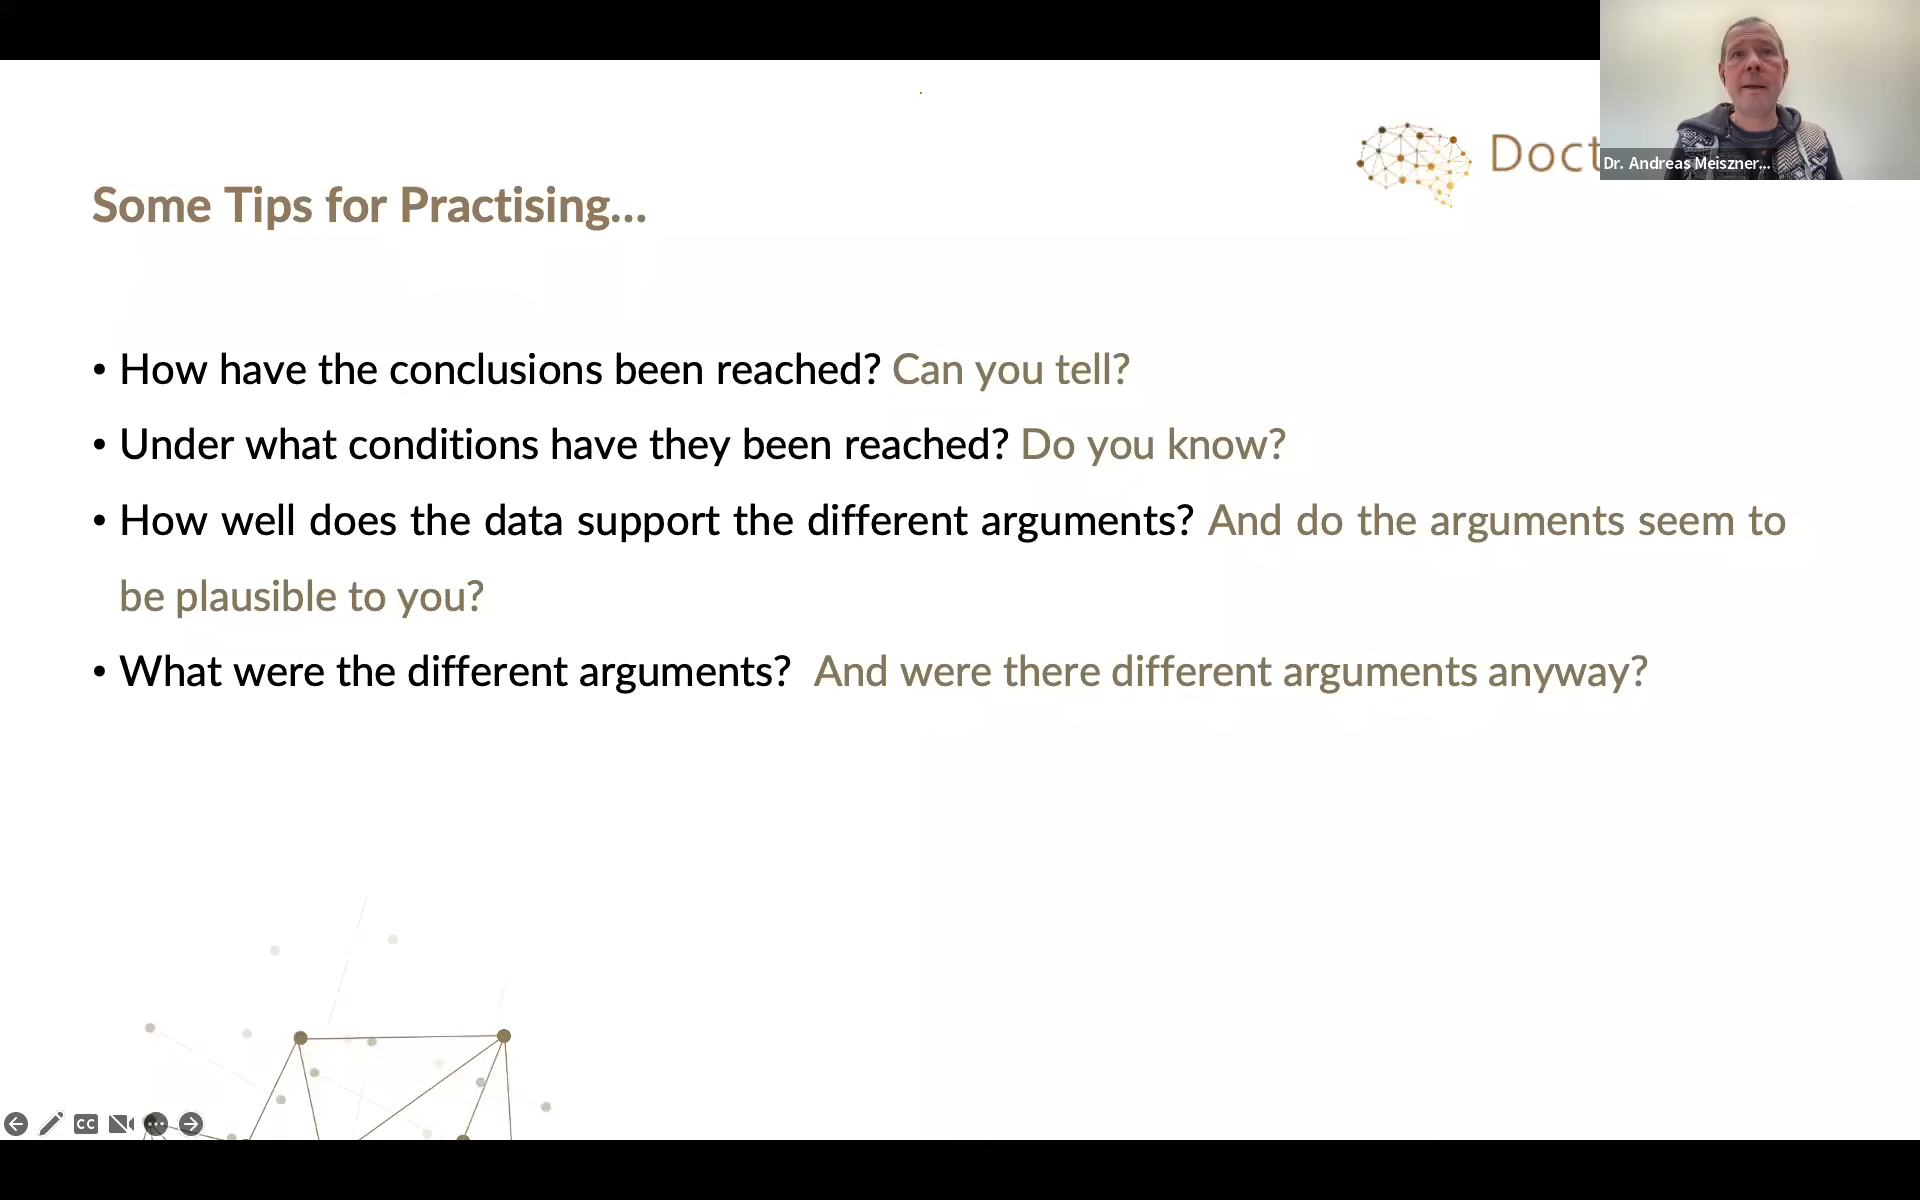 Doct
Dr. Andreas Meiszner...
Some Tips for Practising...
• How have the conclusions been reached? Can you tell?
• Under what conditions have they been reached? Do you know?
• How well does the data support the different arguments? And do the arguments seem to
be plausible to you?
• What were the different arguments? And were there different arguments anyway?
CC